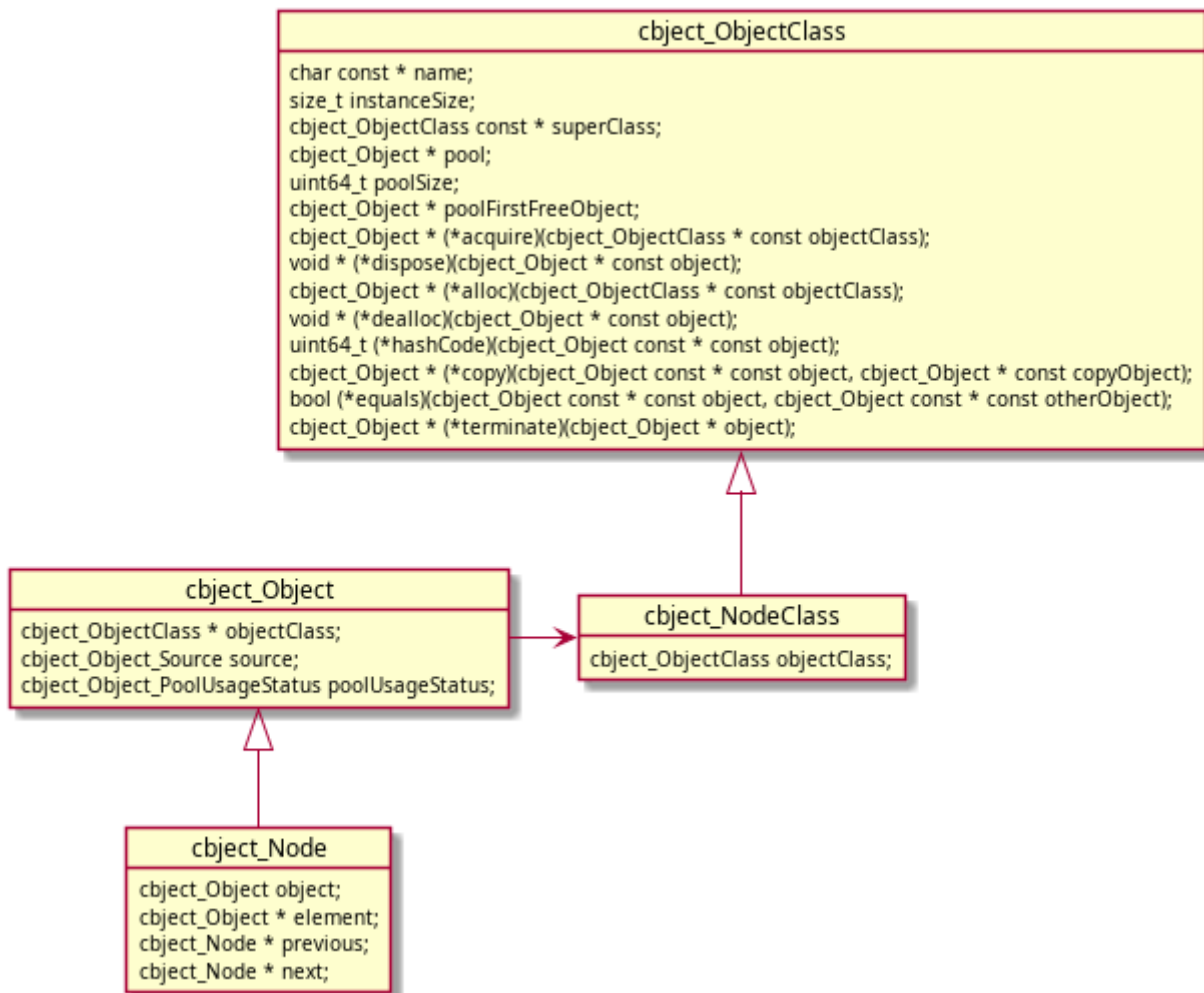 cbject_ObjectClass
char const * name;
size_t instanceSize;
cbject_ObjectClass const * superClass;
cbject_Object * pool;
uint64_t poolSize;
cbject_Object * poolFirstFreeObject;
cbject_Object * (*acquire)(cbject_ObjectClass * const objectClass);
void * (*dispose)(cbject_Object * const object);
cbject_Object * (*alloc)(cbject_ObjectClass * const objectClass);
void * (*dealloc)(cbject_Object * const object);
uint64_t (*hashCode)(cbject_Object const * const object);
cbject_Object * (*copy)(cbject_Object const * const object, cbject_Object * const copyObject);
bool (*equals)(cbject_Object const * const object, cbject_Object const * const otherObject);
cbject_Object * (*terminate)(cbject_Object * object);
cbject_Object
cbject_ObjectClass * objectClass;
cbject_Object_Source source;
cbject_Object_PoolUsageStatus poolUsageStatus;
cbject_NodeClass
cbject_ObjectClass objectClass;
cbject_Node
cbject_Object object;
cbject_Object * element;
cbject_Node * previous;
cbject_Node * next;